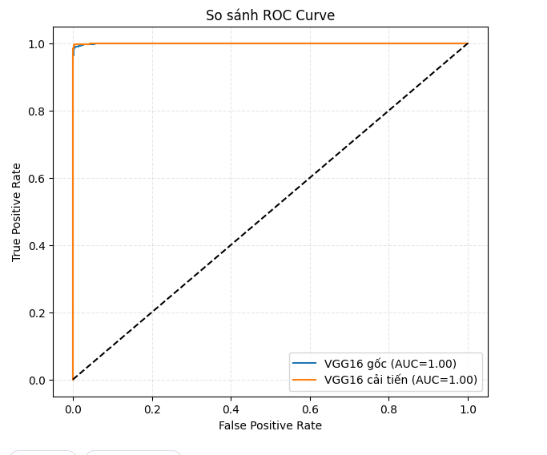 So sánh ROC Curve
True Positive Rate
1.0
0.8
0.6
0.4
0.2
0.0
VGG16 gốc (AUC=1.00)
VGG16 cải tiến (AUC=1.00)
0.0 0.2 0.4 0.6 0.8 1.0
False Positive Rate